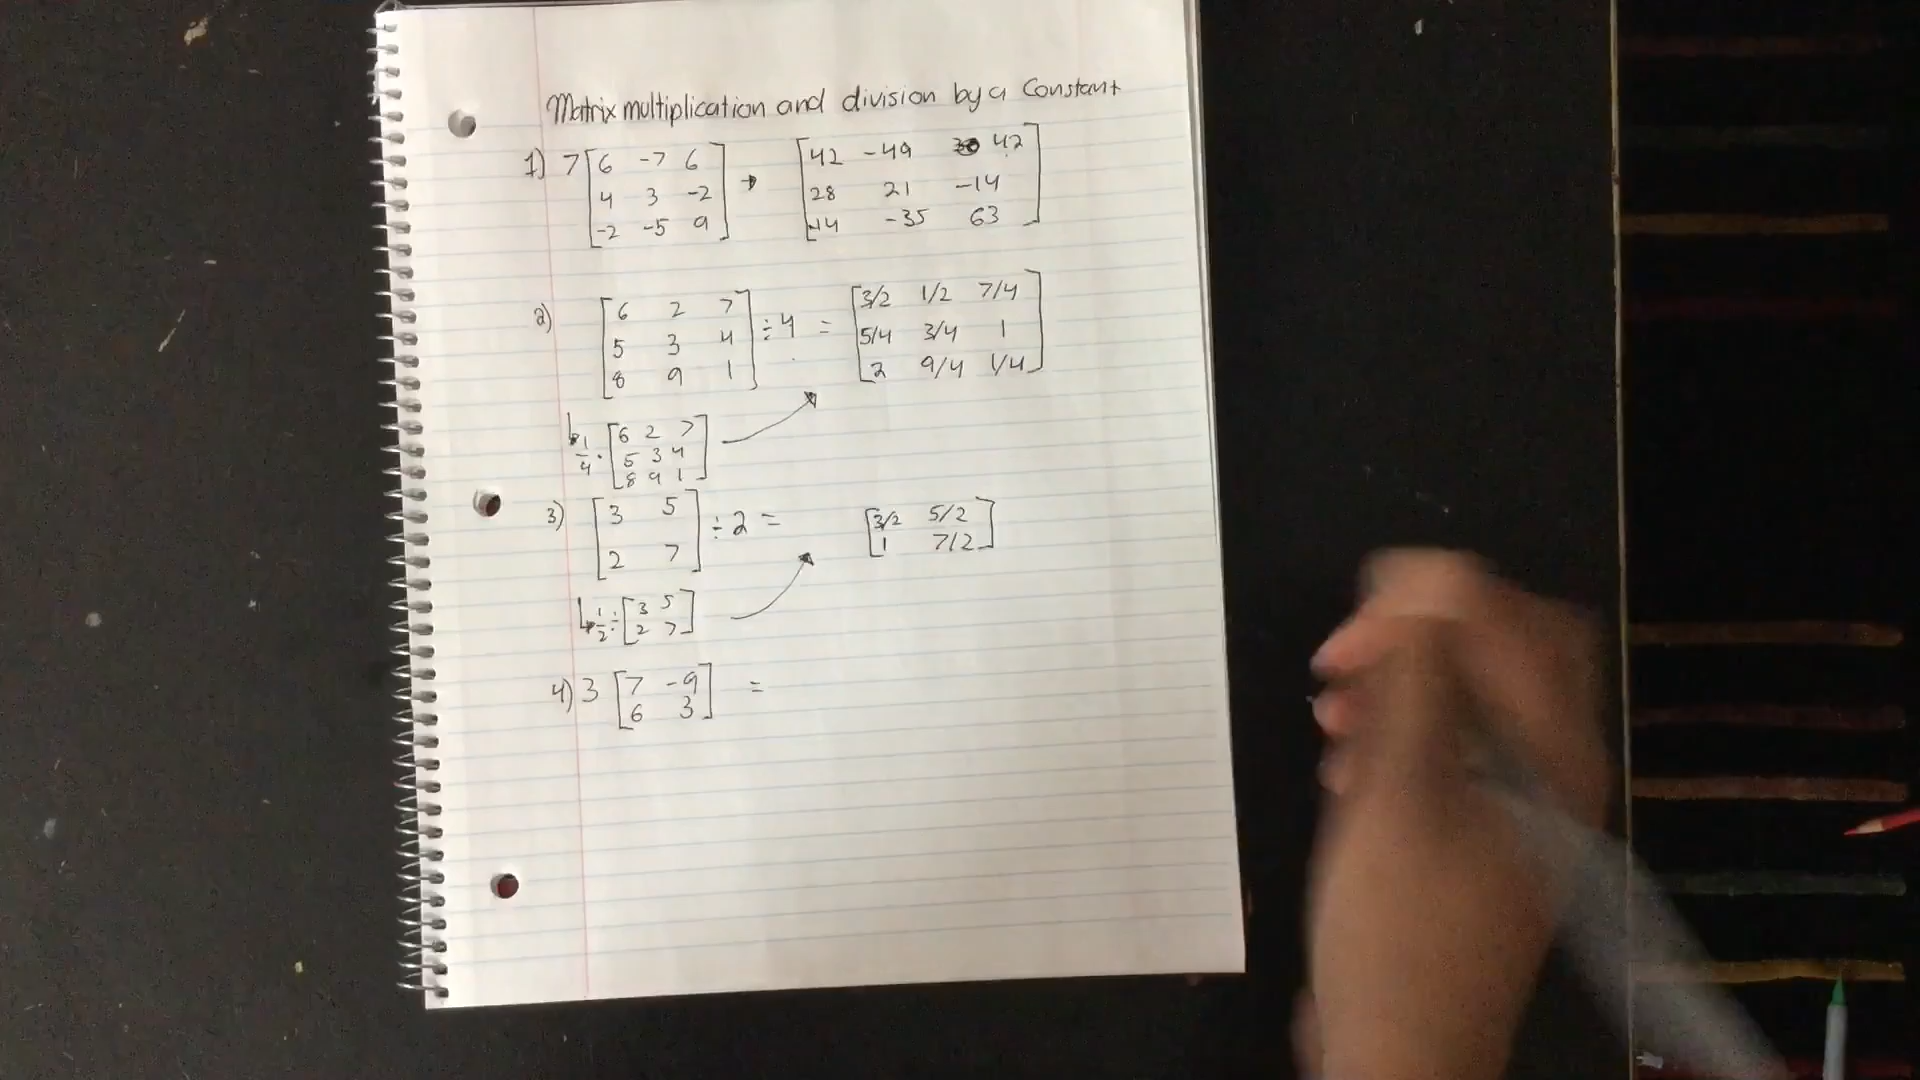 Matrix multiplication and division by a Constant
1) 7 [6 -7 6] → [42 -49 42]
[4 3 -2] [28 21 -14]
[-2 -5 9] [-14 -35 63]
2) [6 2 7] ÷ 4 = [3/2 1/2 7/4]
[5 3 4] [5/4 3/4 1]
[8 9 1] [2 9/4 1/4]
1/4 · [6 2 7]
[5 3 4]
[8 9 1]
3) [3 5] ÷ 2 = [3/2 5/2]
[2 7] [1 7/2]
1/2 ÷ [3 5]
[2 7]
4) 3 [7 -9] =
[6 3]